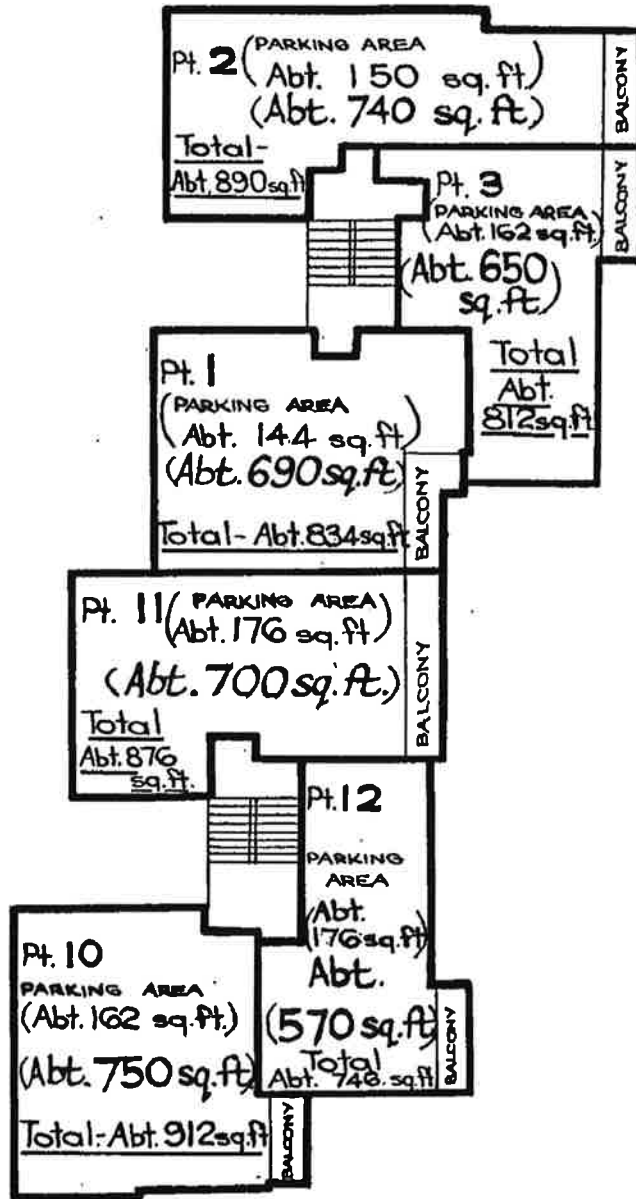 Pt. 2 (PARKING AREA
Abt. 150 sq.ft)
(Abt. 740 sq.ft)
Total-
Abt. 890 sq.ft
BALCONY
BALCONY
Pt. 3
(PARKING AREA
Abt. 162 sq.ft)
(Abt. 650
sq.ft)
Total
Abt.
812 sq.ft
Pt. 1
(PARKING AREA
Abt. 144 sq.ft)
(Abt. 690 sq.ft)
Total - Abt. 834 sq.ft
BALCONY
Pt. 11 (PARKING AREA
Abt. 176 sq.ft)
(Abt. 700 sq.ft.)
Total
Abt. 876
sq.ft.
BALCONY
Pt. 12
PARKING
AREA
(Abt.
176 sq.ft)
Abt.
(570 sq.ft)
Total
Abt. 746. sq.ft
BALCONY
Pt. 10
PARKING AREA
(Abt. 162 sq.ft.)
(Abt. 750 sq.ft)
Total:- Abt. 912 sq.ft
BALCONY